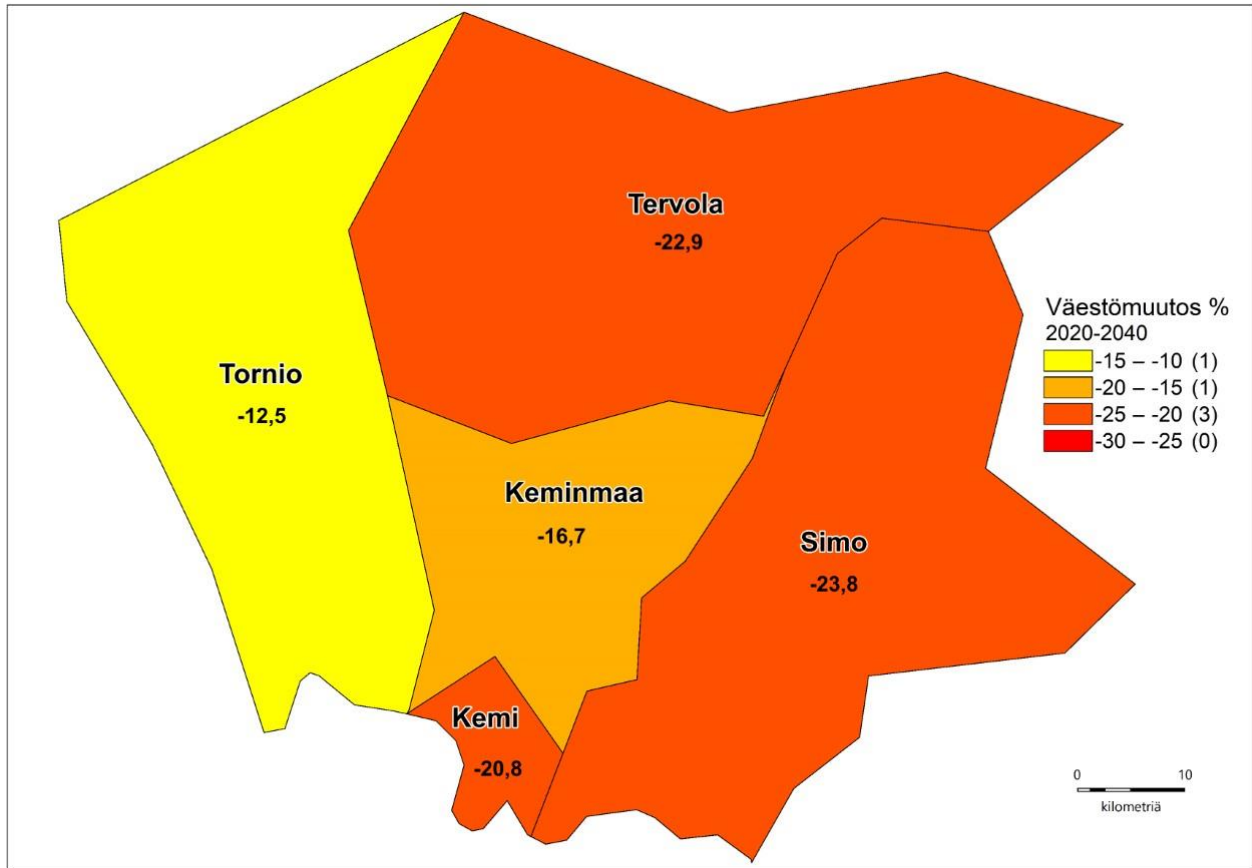 Tervola
-22,9
Väestömuutos %
2020-2040
-15 – -10 (1)
-20 – -15 (1)
-25 – -20 (3)
-30 – -25 (0)
Tornio
-12,5
Keminmaa
-16,7
Simo
-23,8
Kemi
-20,8
0 10
kilometriä